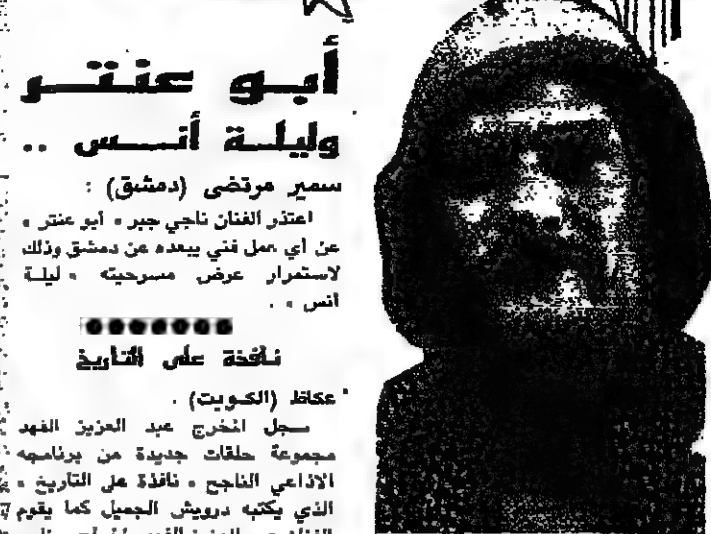 أبو عنتر
وليلة أنس ..
سمير مرتضى (دمشق) :
اعتذر الفنان ناجي جبر « أبو عنتر »
عن أي عمل فني يبعده عن دمشق وذلك
لاستمرار عرض مسرحيته « ليلة
أنس » .
نافذة على التاريخ
عكاظ (الكويت) .
سجل المخرج عبد العزيز الفهد
مجموعة حلقات جديدة من برنامجه
الاذاعي الناجح « نافذة على التاريخ »
الذي يكتبه درويش الجميل كما يقوم